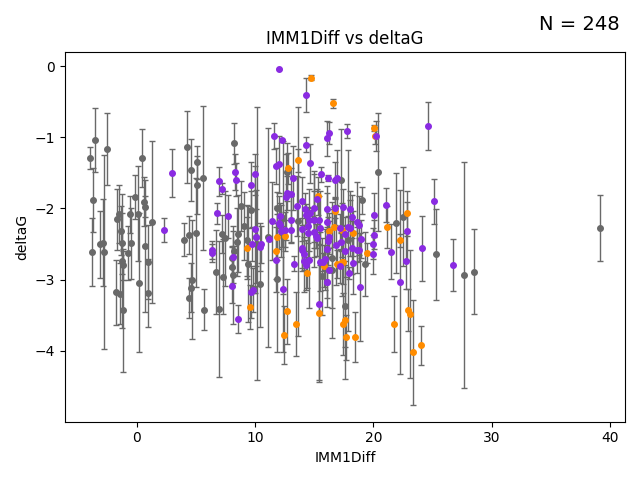 N = 248
IMM1Diff vs deltaG
deltaG
0
−1
−2
−3
−4
0 10 20 30 40
IMM1Diff